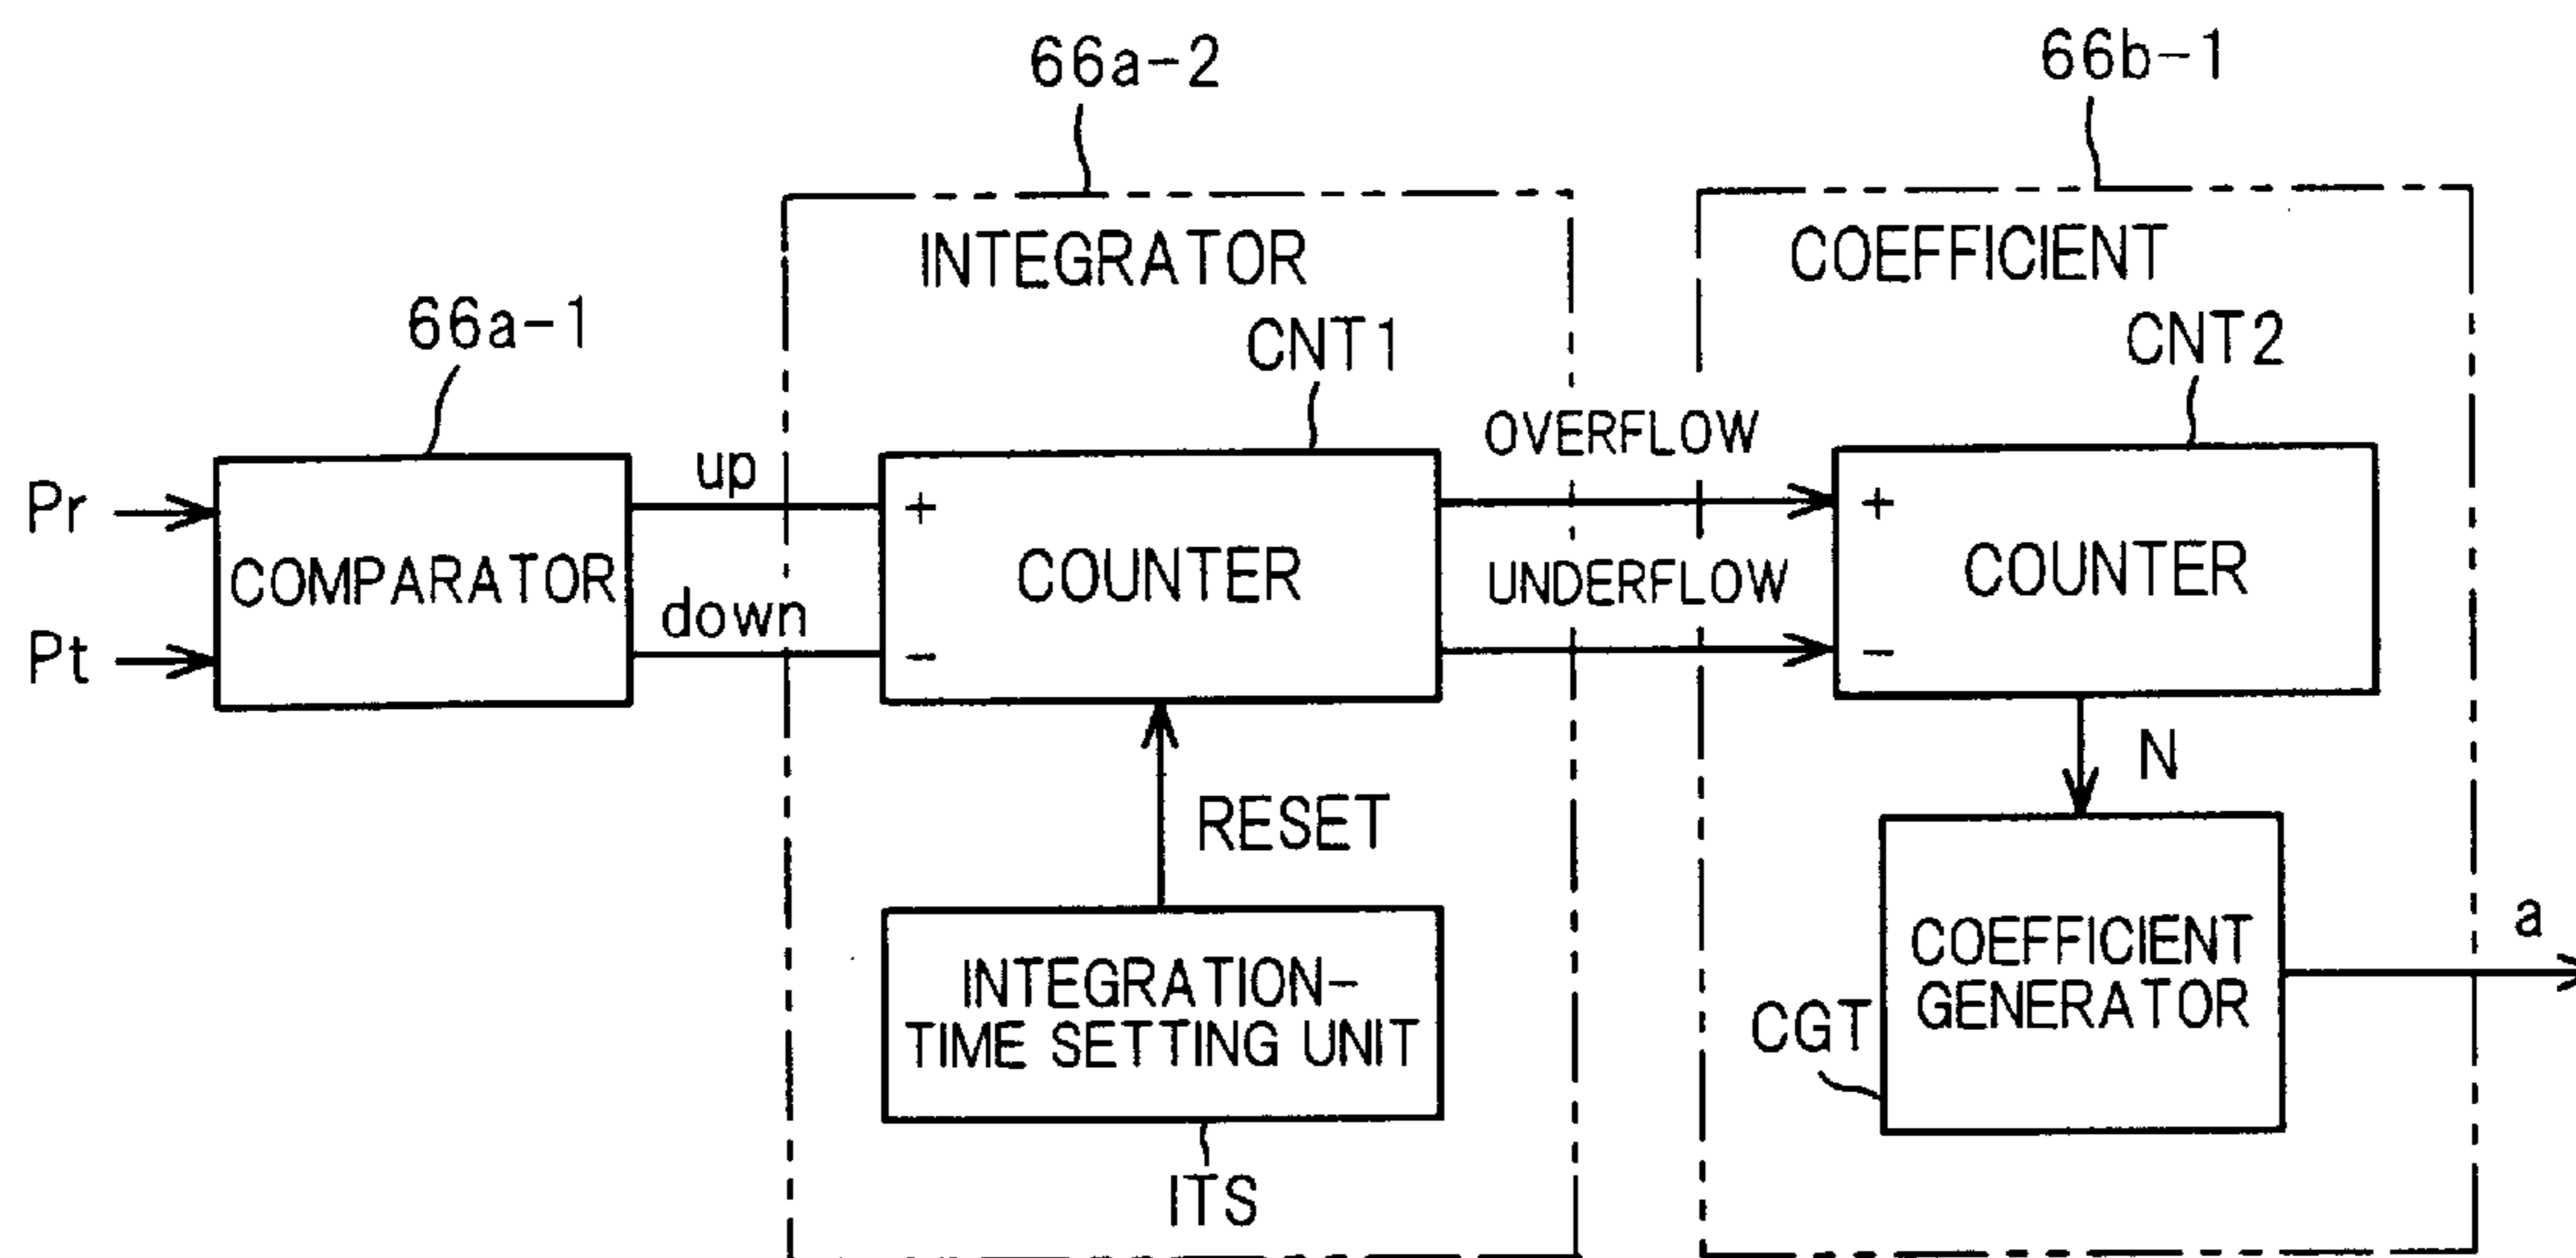 66a-2
66b-1
INTEGRATOR
COEFFICIENT
66a-1
CNT1
CNT2
OVERFLOW
up
Pr
+
+
COMPARATOR
COUNTER
UNDERFLOW
COUNTER
down
Pt
-
-
N
RESET
a
INTEGRATION-
TIME SETTING UNIT
COEFFICIENT
GENERATOR
CGT
ITS